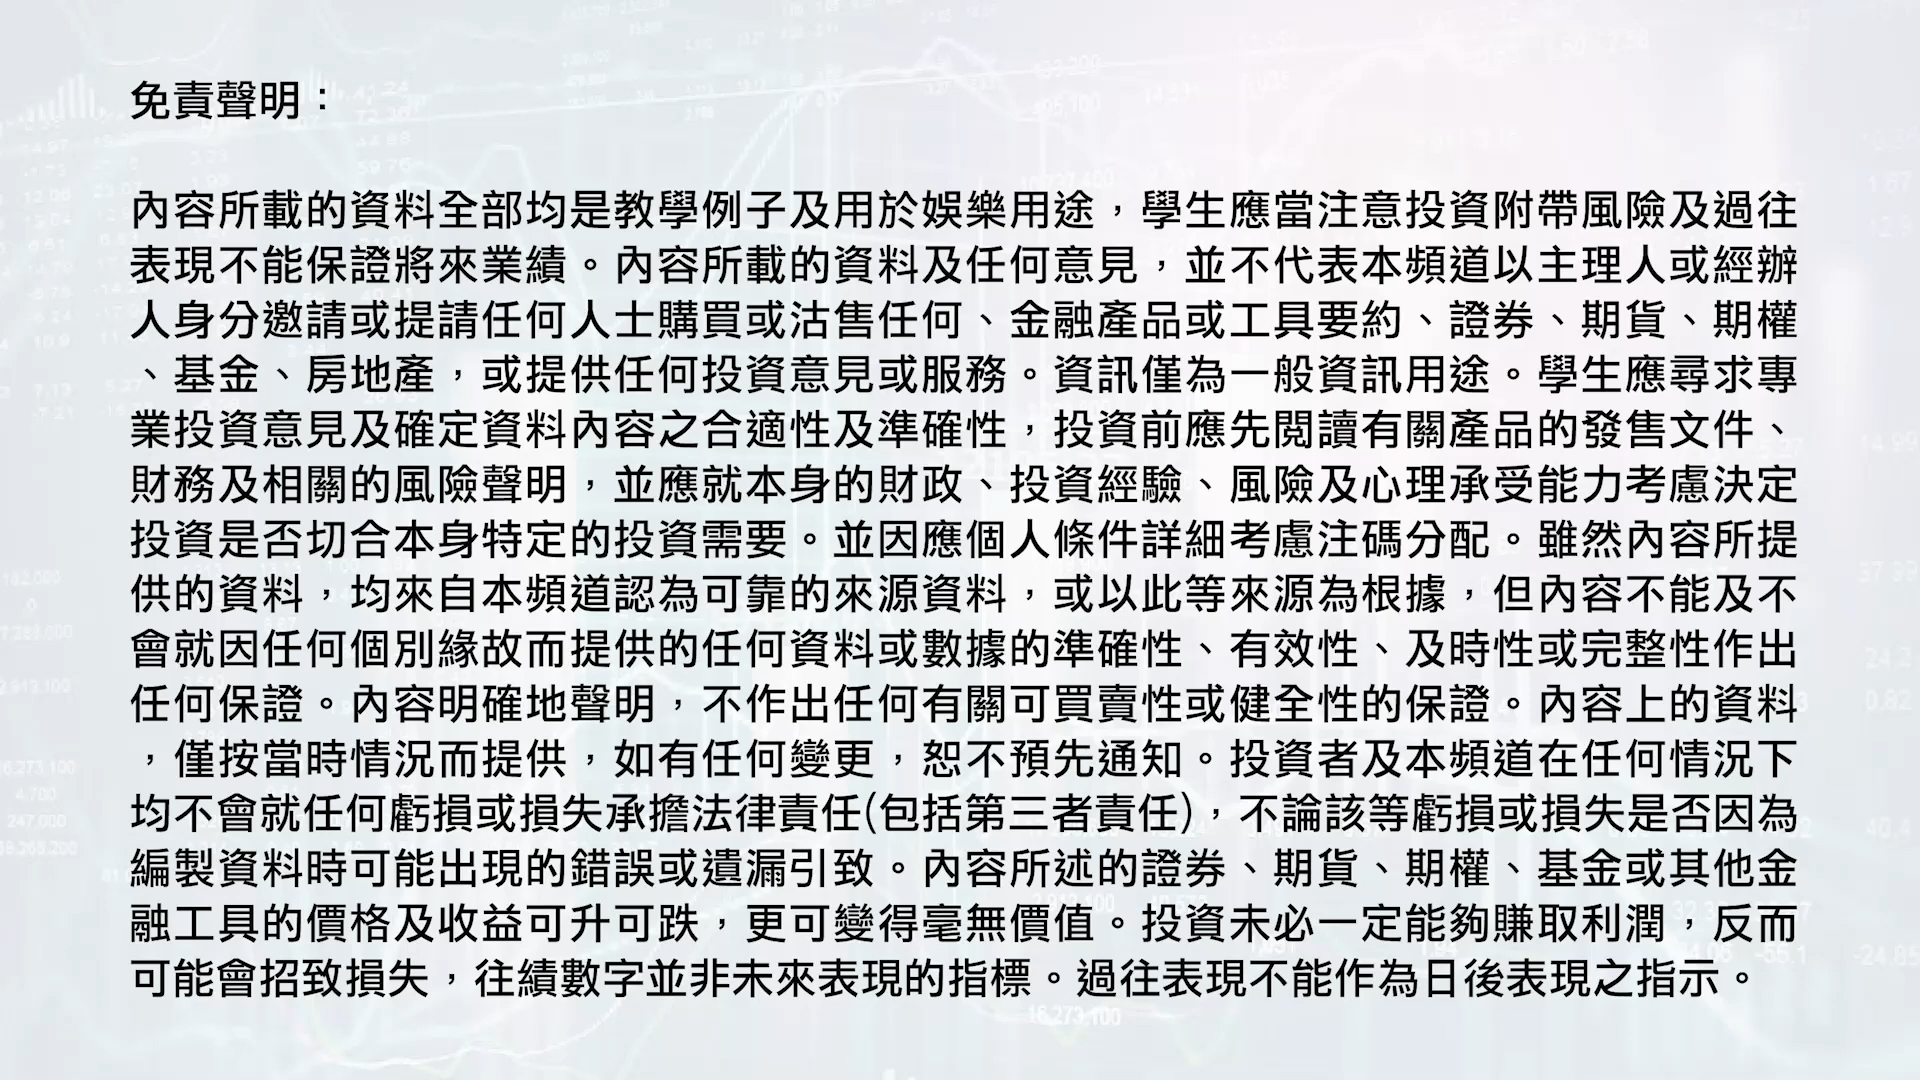 免責聲明：
內容所載的資料全部均是教學例子及用於娛樂用途，學生應當注意投資附帶風險及過往
表現不能保證將來業績。內容所載的資料及任何意見，並不代表本頻道以主理人或經辦
人身分邀請或提請任何人士購買或沽售任何、金融產品或工具要約、證券、期貨、期權
、基金、房地產，或提供任何投資意見或服務。資訊僅為一般資訊用途。學生應尋求專
業投資意見及確定資料內容之合適性及準確性，投資前應先閱讀有關產品的發售文件、
財務及相關的風險聲明，並應就本身的財政、投資經驗、風險及心理承受能力考慮決定
投資是否切合本身特定的投資需要。並因應個人條件詳細考慮注碼分配。雖然內容所提
供的資料，均來自本頻道認為可靠的來源資料，或以此等來源為根據，但內容不能及不
會就因任何個別緣故而提供的任何資料或數據的準確性、有效性、及時性或完整性作出
任何保證。內容明確地聲明，不作出任何有關可買賣性或健全性的保證。內容上的資料
，僅按當時情況而提供，如有任何變更，恕不預先通知。投資者及本頻道在任何情況下
均不會就任何虧損或損失承擔法律責任(包括第三者責任)，不論該等虧損或損失是否因為
編製資料時可能出現的錯誤或遺漏引致。內容所述的證券、期貨、期權、基金或其他金
融工具的價格及收益可升可跌，更可變得毫無價值。投資未必一定能夠賺取利潤，反而
可能會招致損失，往績數字並非未來表現的指標。過往表現不能作為日後表現之指示。